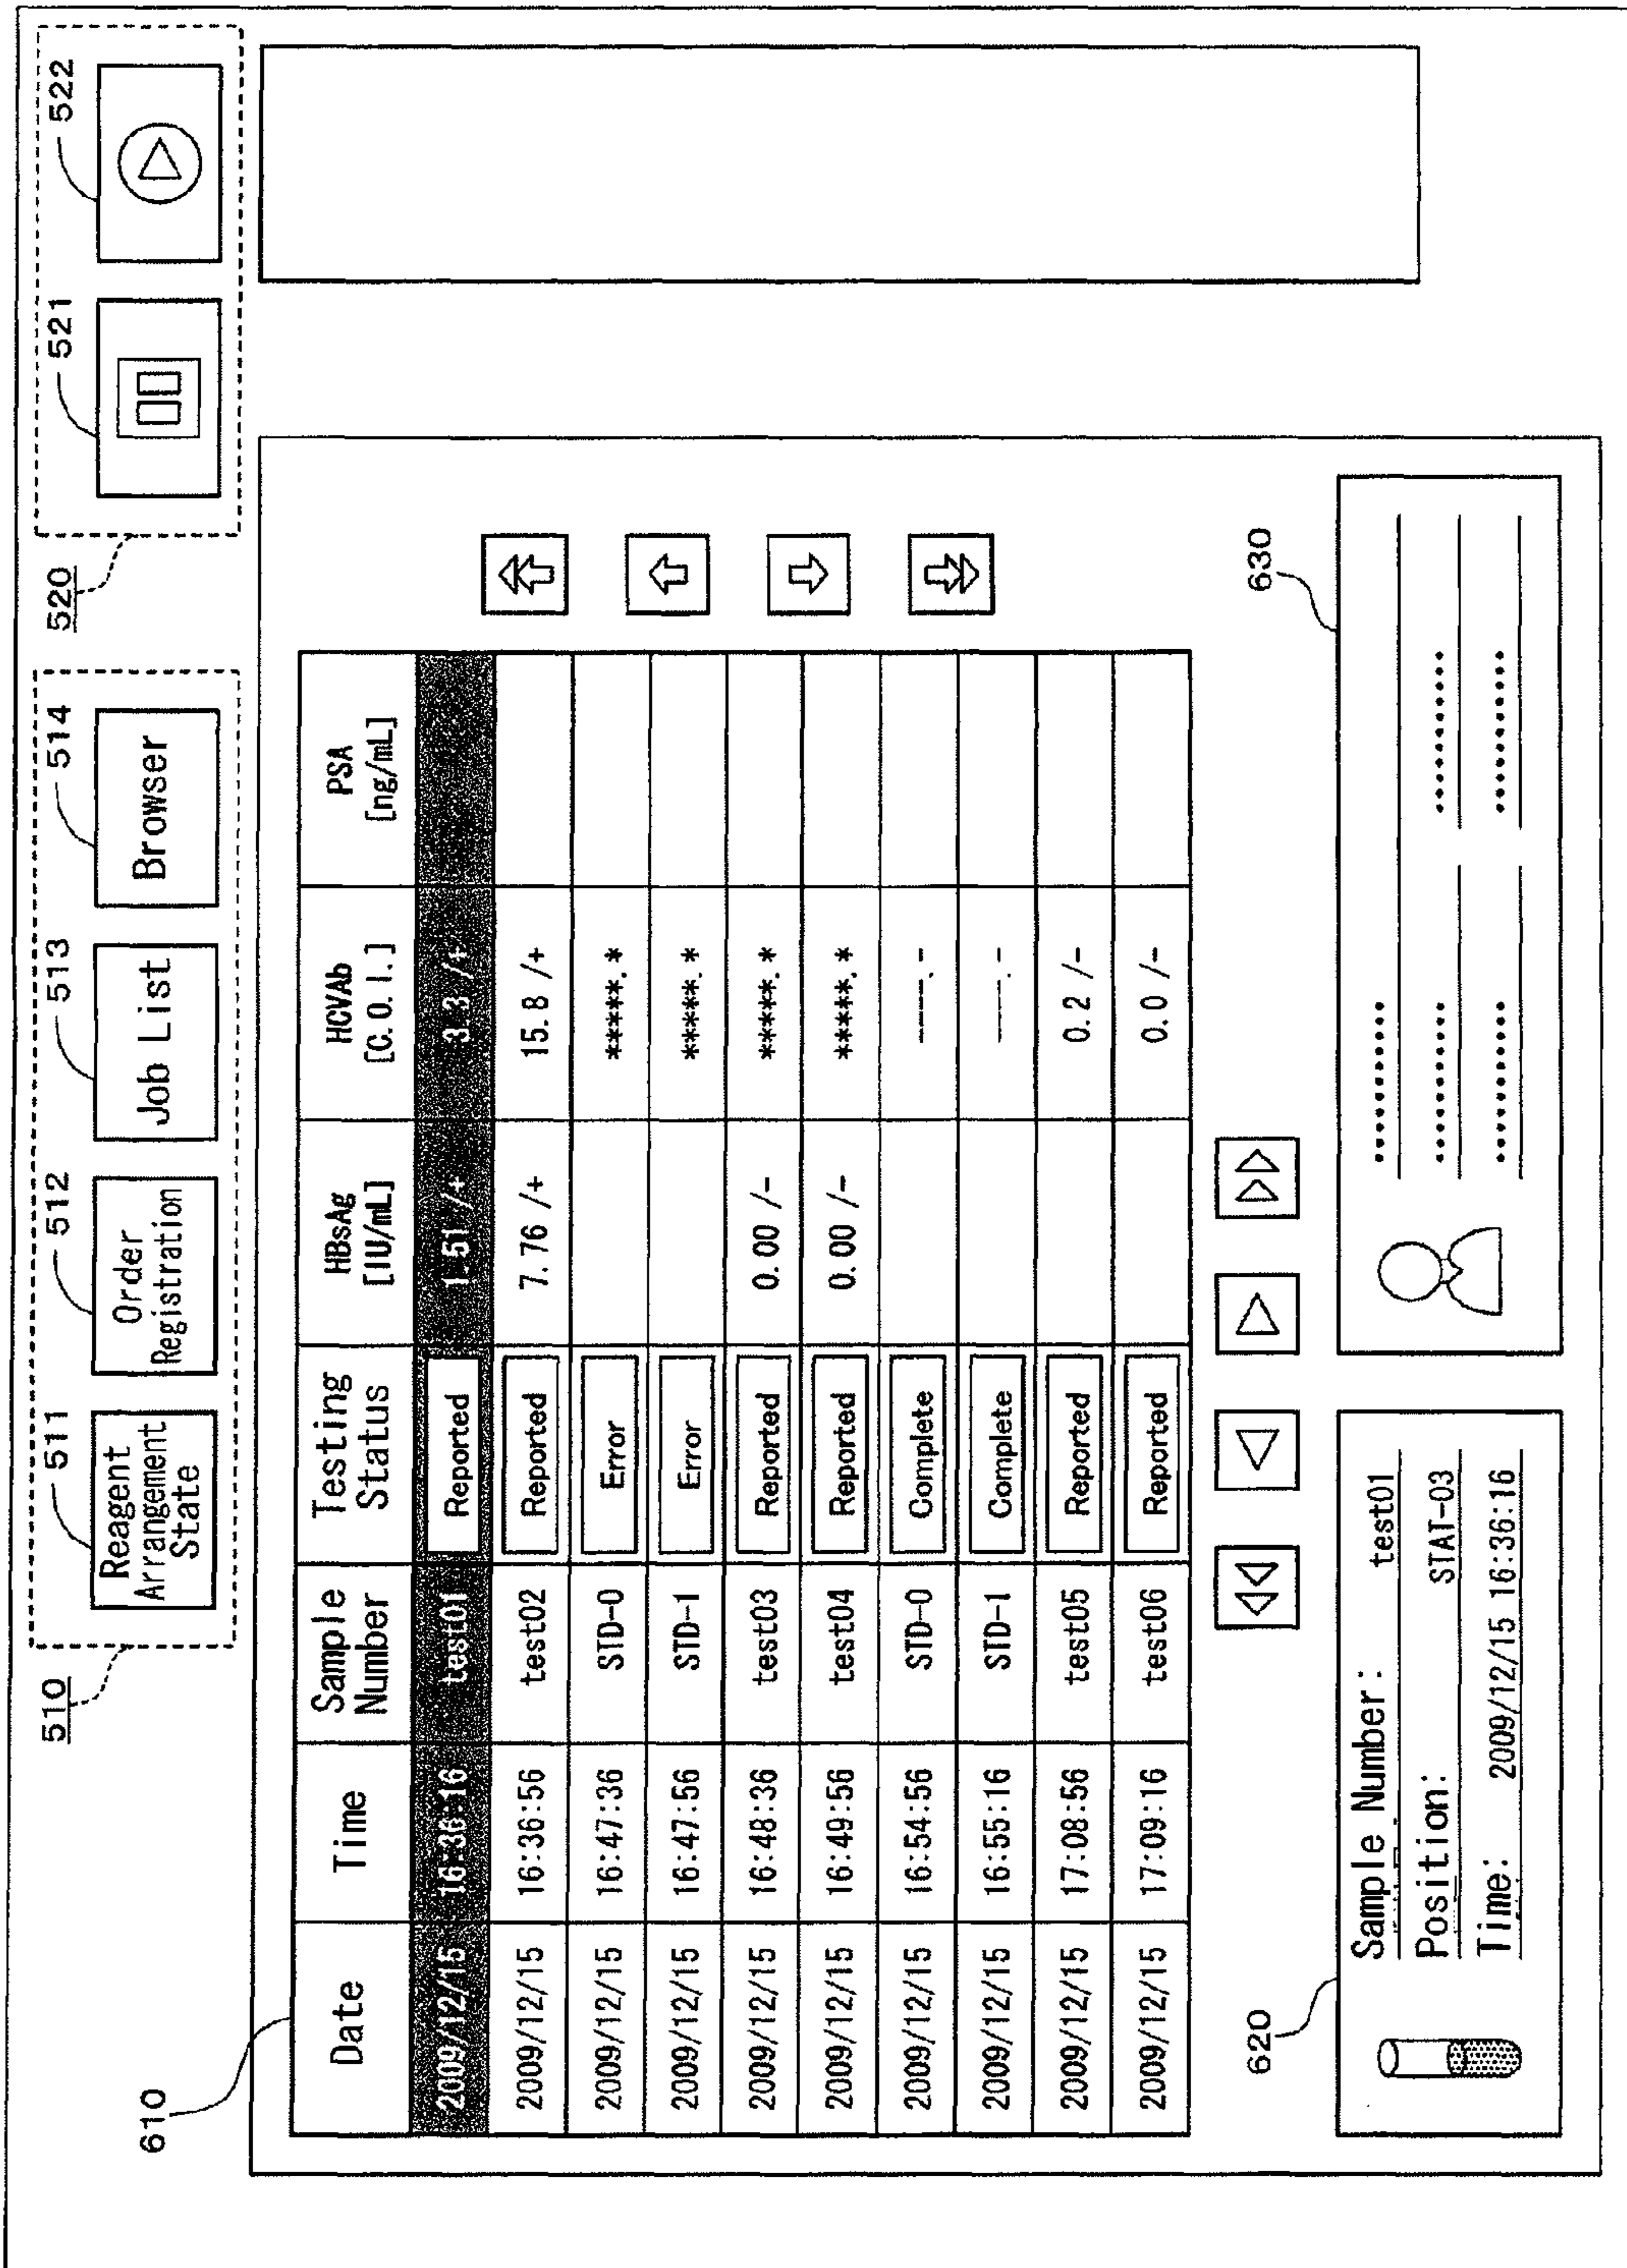 510
511
512
513
514
520
521
522
Reagent
Arrangement
State
Order
Registration
Job List
Browser
610
Date Time Sample Number Testing Status HBsAg [IU/mL] HCVAb [C.O.I.] PSA [ng/mL]
2009/12/15 16:36:16 test01 Reported 1.51 /+ 3.3 /+
2009/12/15 16:36:56 test02 Reported 7.76 /+ 15.8 /+
2009/12/15 16:47:36 STD-0 Error *****.*
2009/12/15 16:47:56 STD-1 Error *****.*
2009/12/15 16:48:36 test03 Reported 0.00 /- *****.*
2009/12/15 16:49:56 test04 Reported 0.00 /- *****.*
2009/12/15 16:54:56 STD-0 Complete ----.-
2009/12/15 16:55:16 STD-1 Complete ----.-
2009/12/15 17:08:56 test05 Reported 0.2 /-
2009/12/15 17:09:16 test06 Reported 0.0 /-
620
Sample Number: test01
Position: STAT-03
Time: 2009/12/15 16:36:16
630